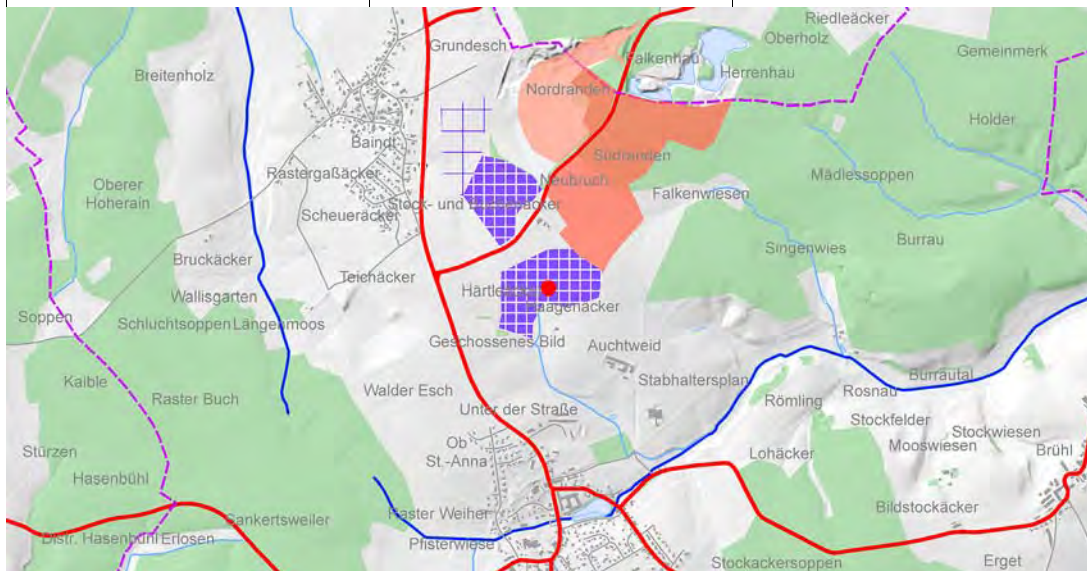 Riedleäcker
Grundesch
Oberholz
Gemeinmerk
Falkenhau
Breitenholz
Herrenhau
Nordranden
Holder
Baindt
Südranden
Rastergaßäcker
Mädlessoppen
Neubruch
Oberer
Hoherain
Falkenwiesen
Stock- und
Scheueräcker
Burrau
Singenwies
Bruckäcker
Teichäcker
Wallisgarten
Soppen
Schluchtsoppen
Längenmoos
Geschossenes Bild
Auchtweid
Kaible
Stabhaltersplan
Burrautal
Walder Esch
Raster Buch
Römling
Rosnau
Unter der Straße
Stockfelder
Stockwiesen
Ob
St.-Anna
Mooswiesen
Stürzen
Lohäcker
Brühl
Hasenbühl
Bildstockäcker
Sankertsweiler
Raster Weiher
Distr. Hasenbühl
Erlosen
Pfisterwiese
Stockackersoppen
Erget